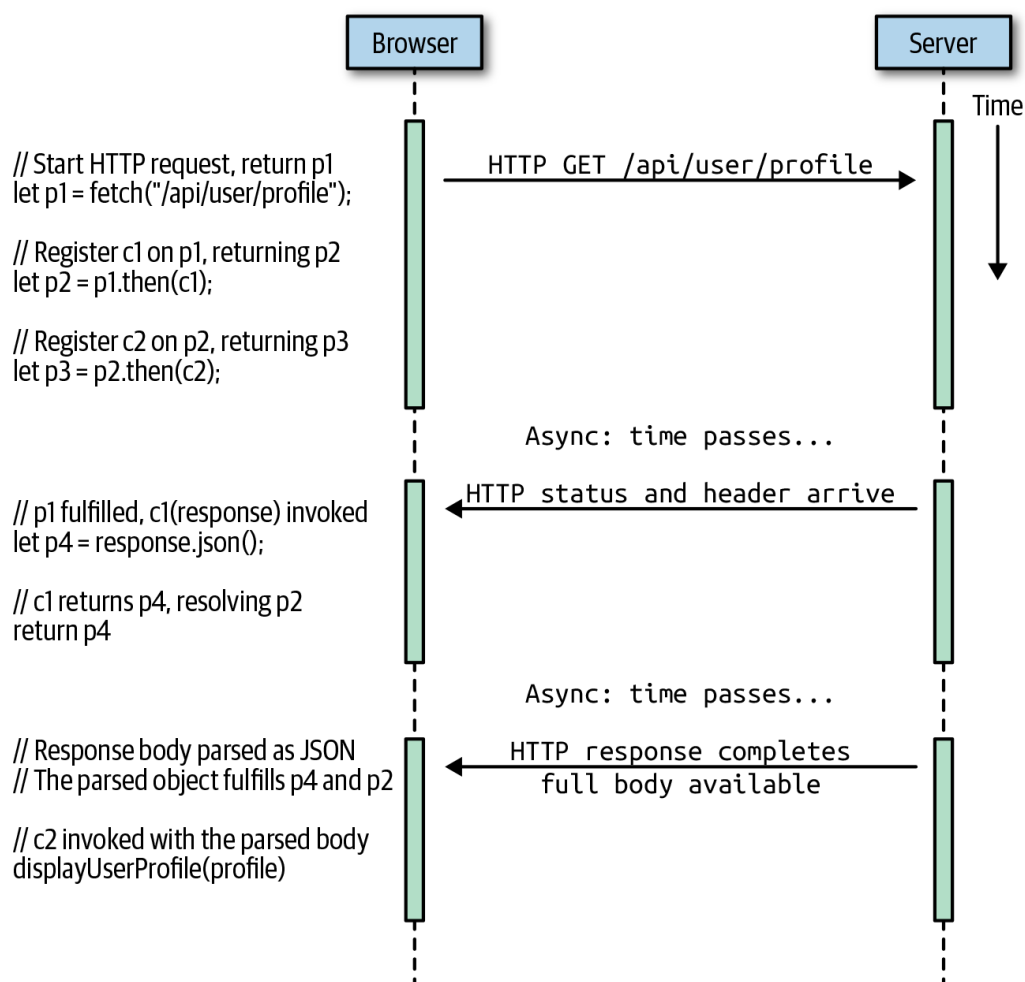 Browser
Server
Time
// Start HTTP request, return p1
let p1 = fetch("/api/user/profile");
HTTP GET /api/user/profile
// Register c1 on p1, returning p2
let p2 = p1.then(c1);
// Register c2 on p2, returning p3
let p3 = p2.then(c2);
Async: time passes...
HTTP status and header arrive
// p1 fulfilled, c1(response) invoked
let p4 = response.json();
// c1 returns p4, resolving p2
return p4
Async: time passes...
// Response body parsed as JSON
// The parsed object fulfills p4 and p2
HTTP response completes
full body available
// c2 invoked with the parsed body
displayUserProfile(profile)